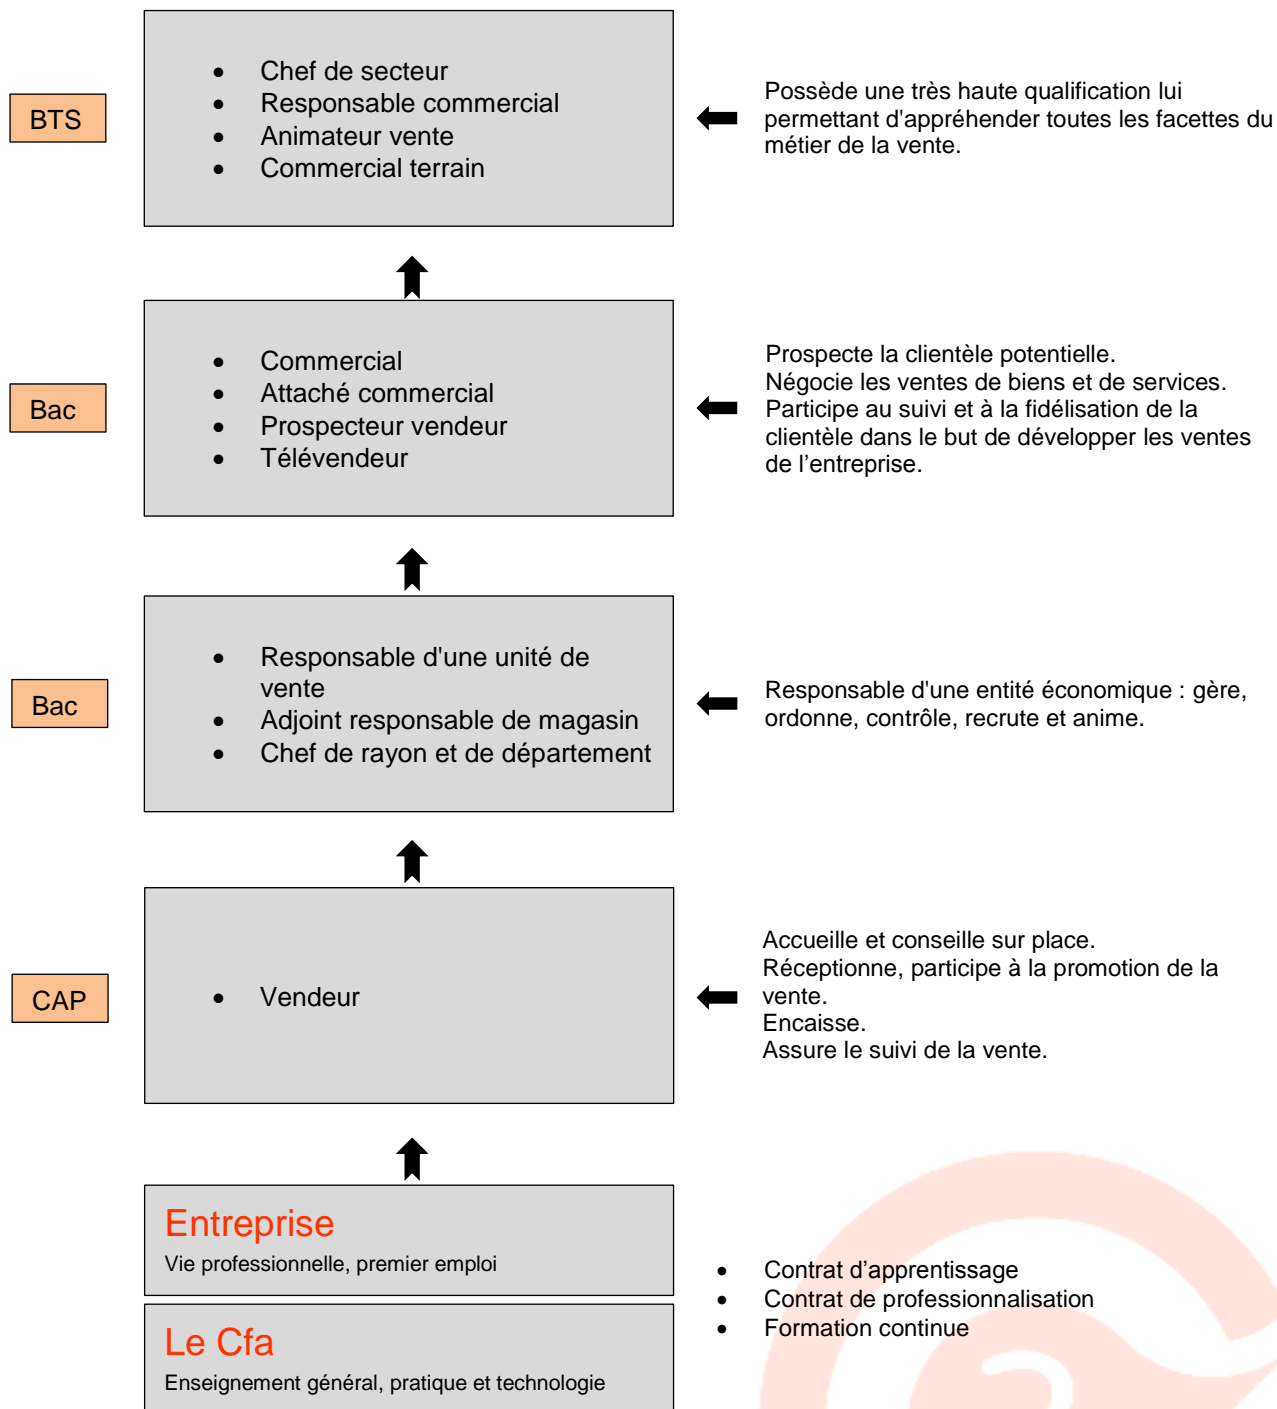 BTS
• Chef de secteur
• Responsable commercial
• Animateur vente
• Commercial terrain
Possède une très haute qualification lui
permettant d'appréhender toutes les facettes du
métier de la vente.
Bac
• Commercial
• Attaché commercial
• Prospecteur vendeur
• Télévendeur
Prospecte la clientèle potentielle.
Négocie les ventes de biens et de services.
Participe au suivi et à la fidélisation de la
clientèle dans le but de développer les ventes
de l’entreprise.
Bac
• Responsable d'une unité de
vente
• Adjoint responsable de magasin
• Chef de rayon et de département
Responsable d'une entité économique : gère,
ordonne, contrôle, recrute et anime.
CAP
• Vendeur
Accueille et conseille sur place.
Réceptionne, participe à la promotion de la
vente.
Encaisse.
Assure le suivi de la vente.
Entreprise
Vie professionnelle, premier emploi
Le Cfa
Enseignement général, pratique et technologie
• Contrat d’apprentissage
• Contrat de professionnalisation
• Formation continue